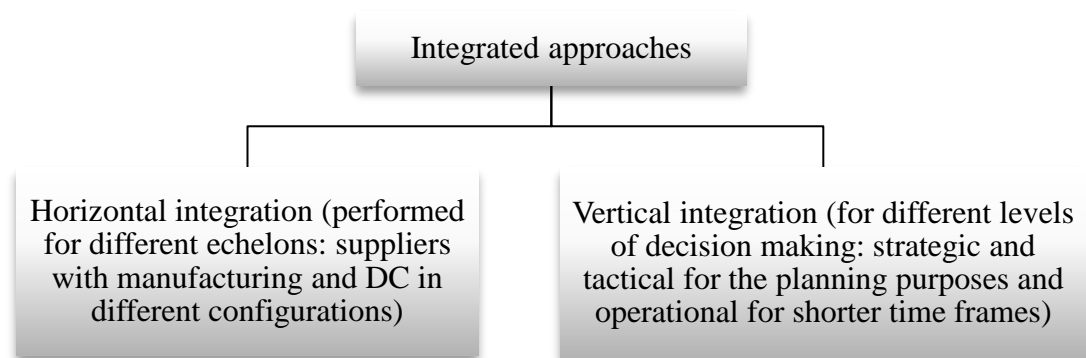 Integrated approaches
Horizontal integration (performed
for different echelons: suppliers
with manufacturing and DC in
different configurations)
Vertical integration (for different levels
of decision making: strategic and
tactical for the planning purposes and
operational for shorter time frames)